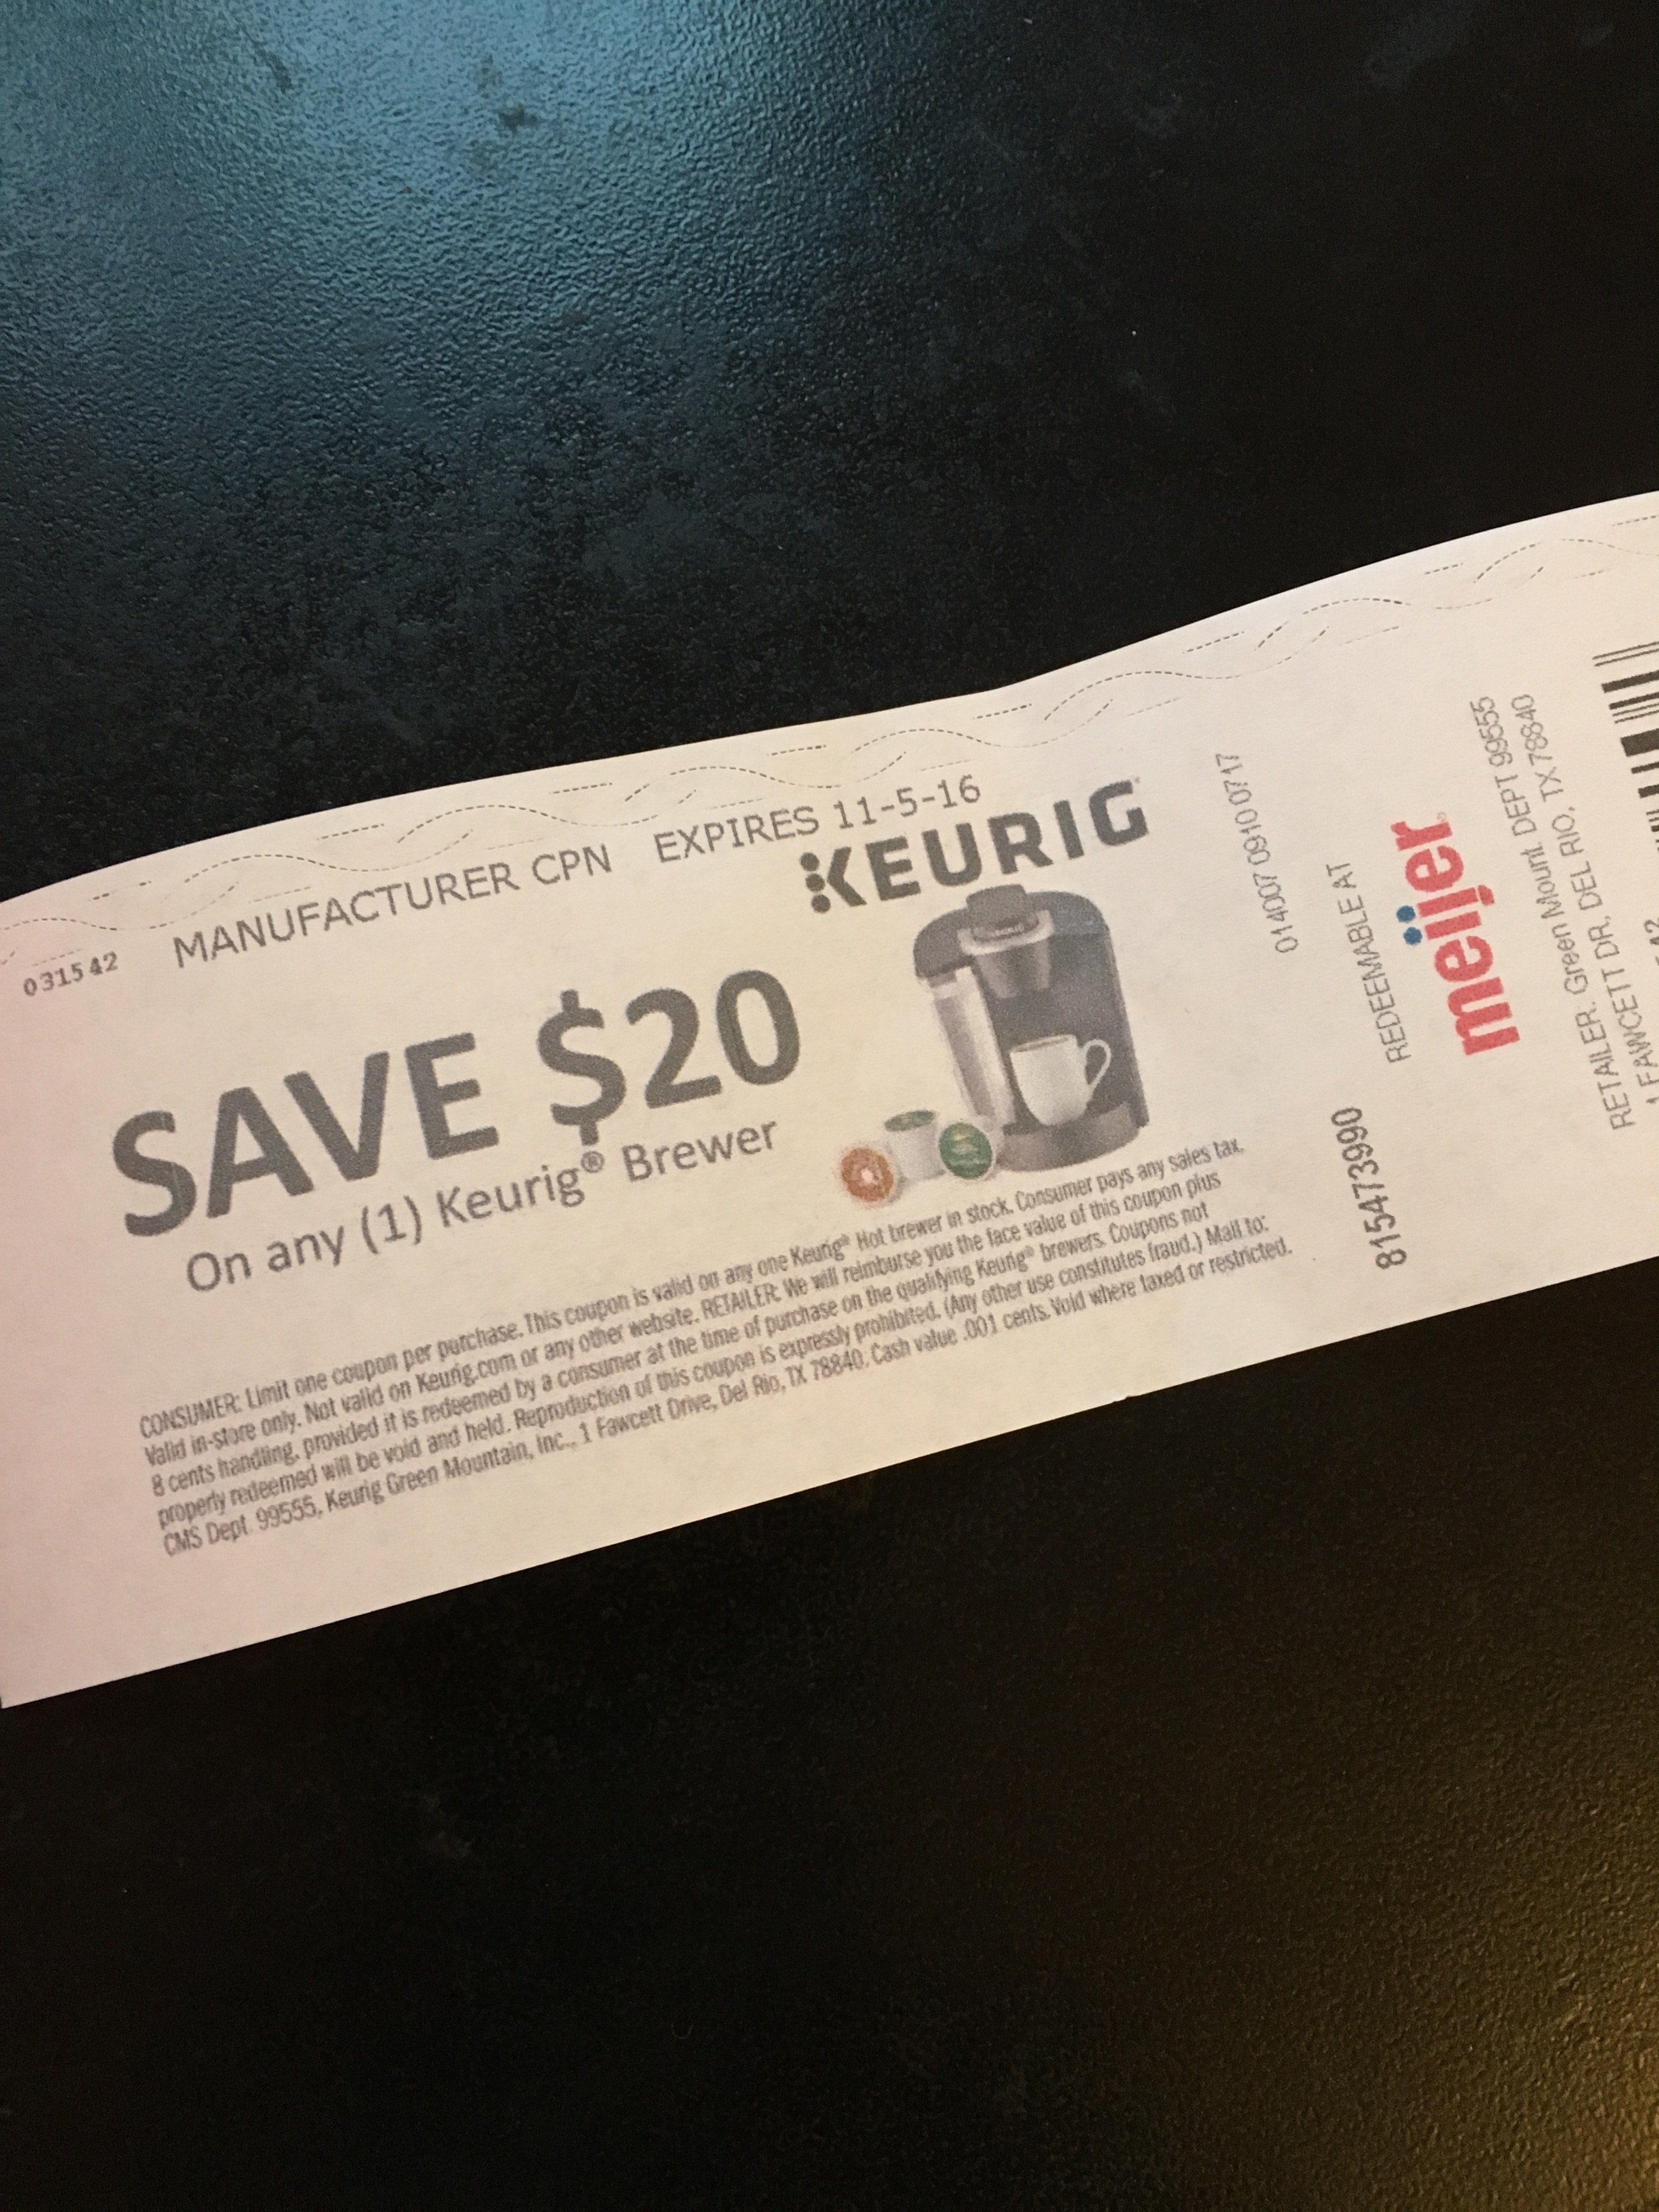 031542
MANUFACTURER CPN EXPIRES 11-5-16
KEURIG
SAVE $20
On any (1) Keurig® Brewer
CONSUMER: Limit one coupon per purchase. This coupon is valid on any one Keurig® Hot brewer in stock. Consumer pays any sales tax.
Valid in-store only. Not valid on Keurig.com or any other website. RETAILER: We will reimburse you the face value of this coupon plus
8 cents handling, provided it is redeemed by a consumer at the time of purchase on the qualifying Keurig® brewers. Coupons not
properly redeemed will be void and held. Reproduction of this coupon is expressly prohibited. (Any other use constitutes fraud.) Mail to:
CMS Dept. 99555, Keurig Green Mountain, Inc., 1 Fawcett Drive, Del Rio, TX 78840. Cash value .001 cents. Void where taxed or restricted.
014007 0910 0717
REDEEMABLE AT
meijer
815473990
RETAILER: Green Mount. DEPT 99555
1 FAWCETT DR, DEL RIO, TX 78840